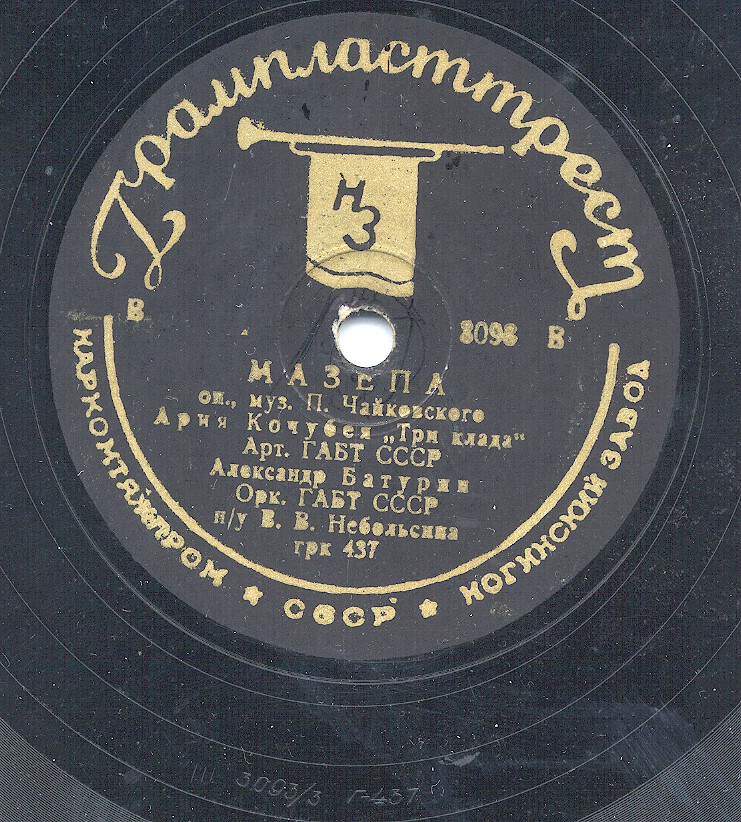 Грампласттрест
НЗ
В 8098 В
МАЗЕПА
оп., муз. П. Чайковского
Ария Кочубея „Три клада“
Арт. ГАБТ СССР
Александр Батурин
Орк. ГАБТ СССР
п/у В. В. Небольсина
грк 437
НАРКОМТЯЖПРОМ ★ СССР ★ НОГИНСКИЙ ЗАВОД
III 3093/3 Г-437